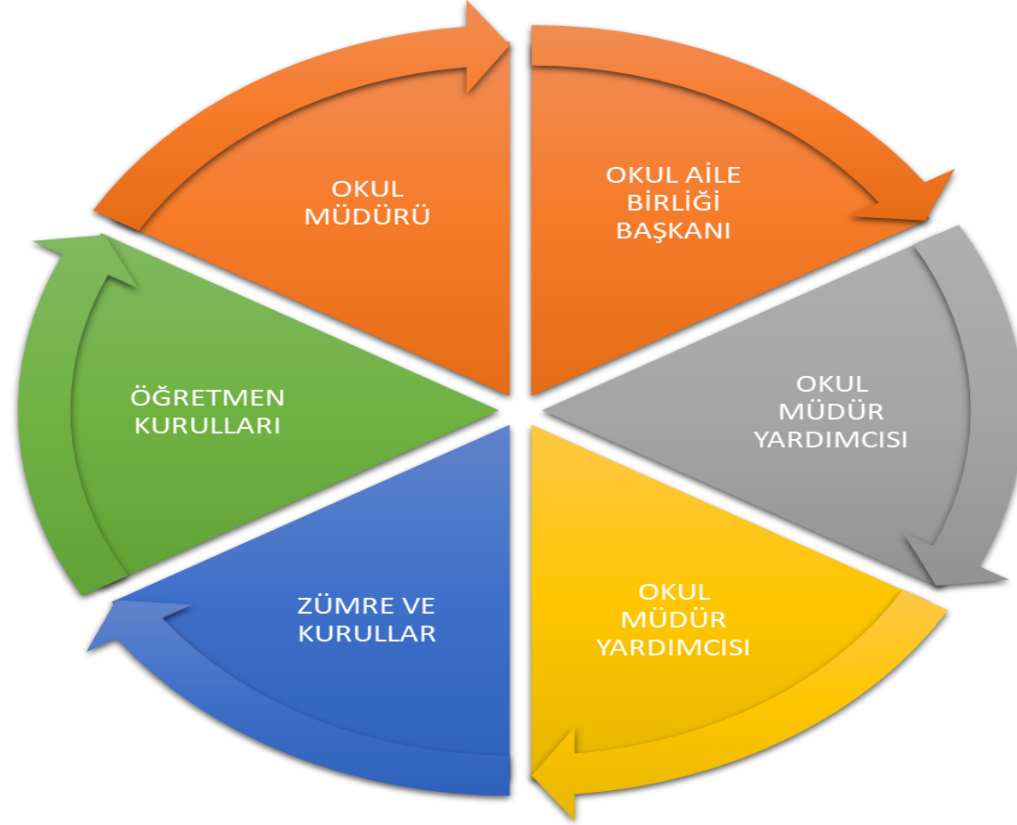 OKUL
MÜDÜRÜ
OKUL AİLE
BİRLİĞİ
BAŞKANI
OKUL
MÜDÜR
YARDIMCISI
OKUL
MÜDÜR
YARDIMCISI
ZÜMRE VE
KURULLAR
ÖĞRETMEN
KURULLARI